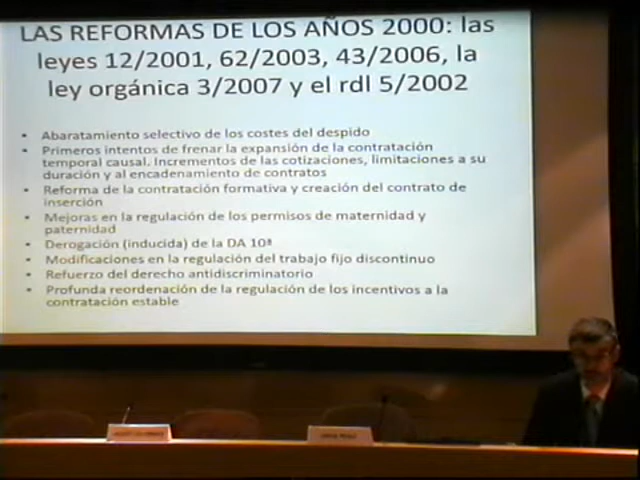 LAS REFORMAS DE LOS AÑOS 2000: las
leyes 12/2001, 62/2003, 43/2006, la
ley orgánica 3/2007 y el rdl 5/2002
• Abaratamiento selectivo de los costes del despido
• Primeros intentos de frenar la expansión de la contratación
temporal causal. Incrementos de las cotizaciones, limitaciones a su
duración y al encadenamiento de contratos
• Reforma de la contratación formativa y creación del contrato de
inserción
• Mejoras en la regulación de los permisos de maternidad y
paternidad
• Derogación (inducida) de la DA 10ª
• Modificaciones en la regulación del trabajo fijo discontinuo
• Refuerzo del derecho antidiscriminatorio
• Profunda reordenación de la regulación de los incentivos a la
contratación estable